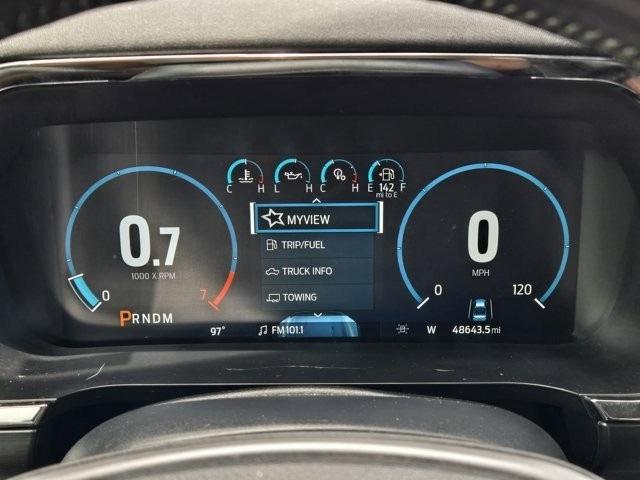 C H L H C H E F
142
mi to E
MYVIEW
TRIP/FUEL
TRUCK INFO
TOWING
0.7
1000 X RPM
0 7
0
MPH
0 120
PRNDM
97° FM101.1 W 48643.5 mi